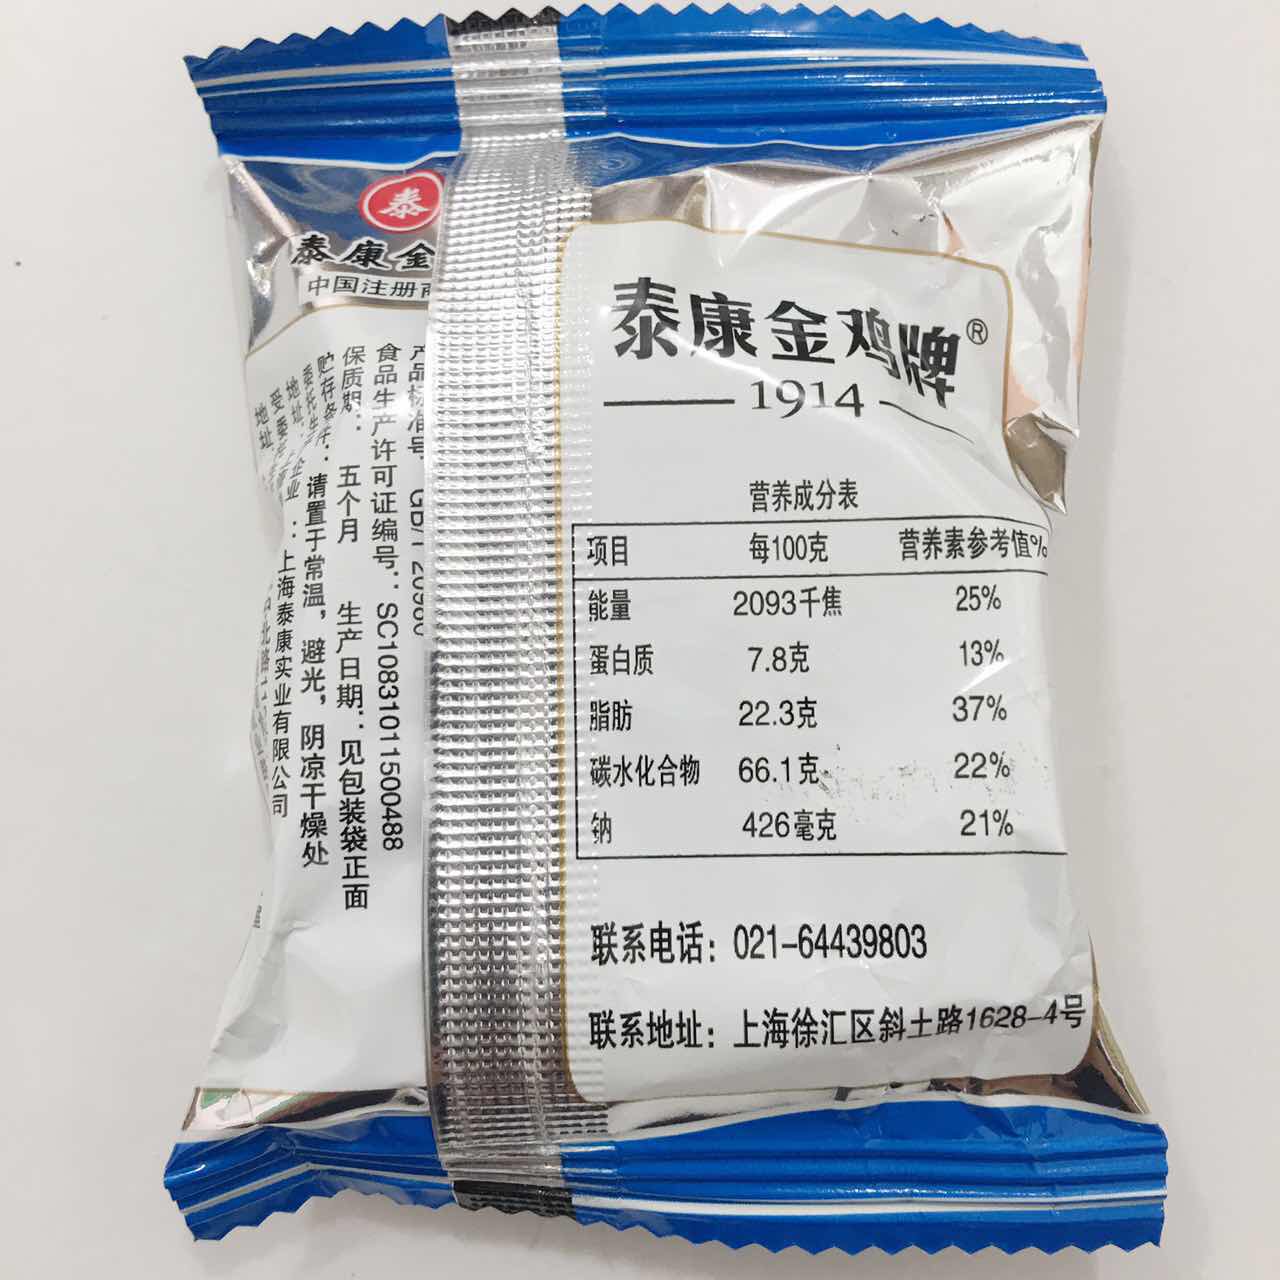 泰
泰康金
中国注册商
产品标准号 GB/T 20980
食品生产许可证编号：SC10831011500488
保质期：五个月 生产日期：见包装袋正面
贮存条件：请置于常温，避光，阴凉干燥处
委托生产企业：上海泰康实业有限公司
地址：
受委
地址
泰康金鸡牌®
1914
营养成分表
项目 每100克 营养素参考值%
能量 2093千焦 25%
蛋白质 7.8克 13%
脂肪 22.3克 37%
碳水化合物 66.1克 22%
钠 426毫克 21%
联系电话：021-64439803
联系地址：上海徐汇区斜土路1628-4号